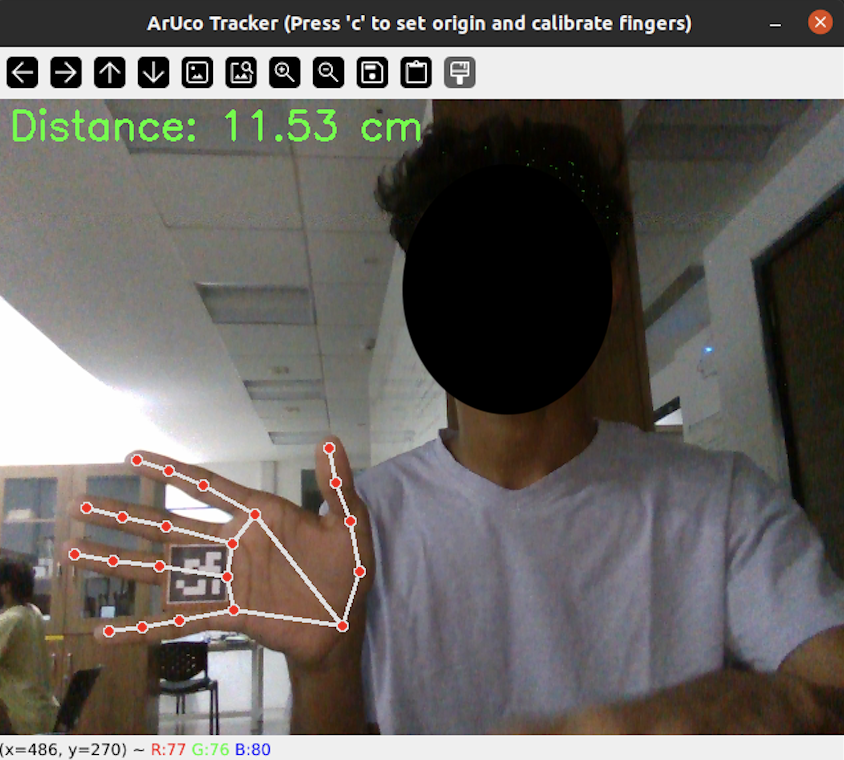 ArUco Tracker (Press 'c' to set origin and calibrate fingers)
Distance: 11.53 cm
(x=486, y=270) ~ R:77 G:76 B:80